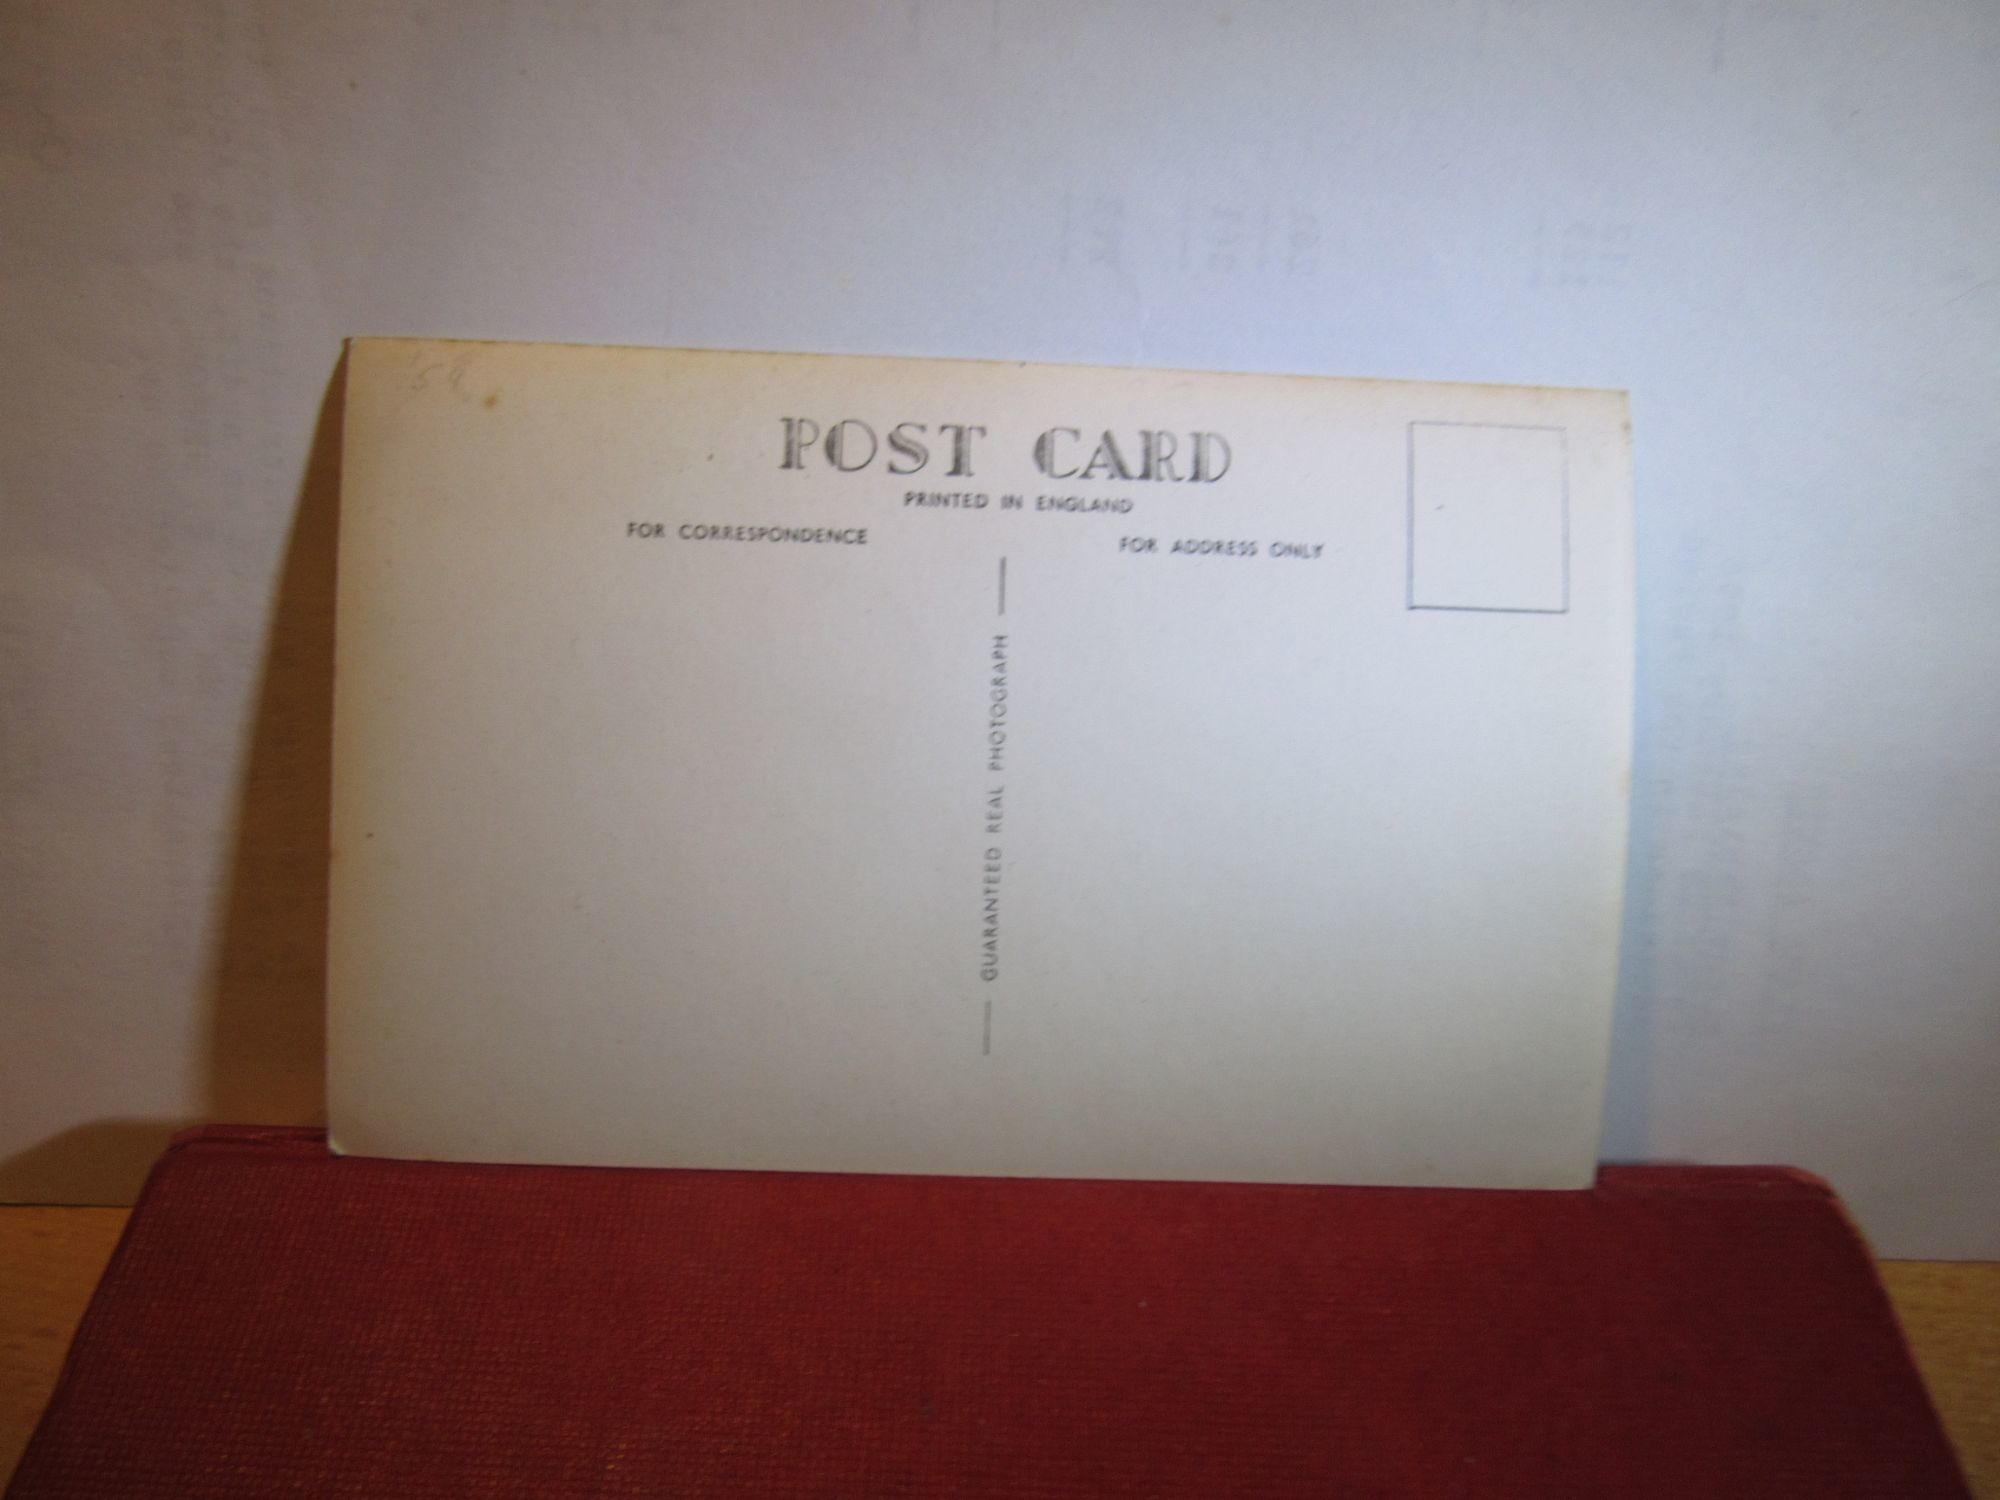 POST CARD
PRINTED IN ENGLAND
FOR CORRESPONDENCE
FOR ADDRESS ONLY
GUARANTEED REAL PHOTOGRAPH